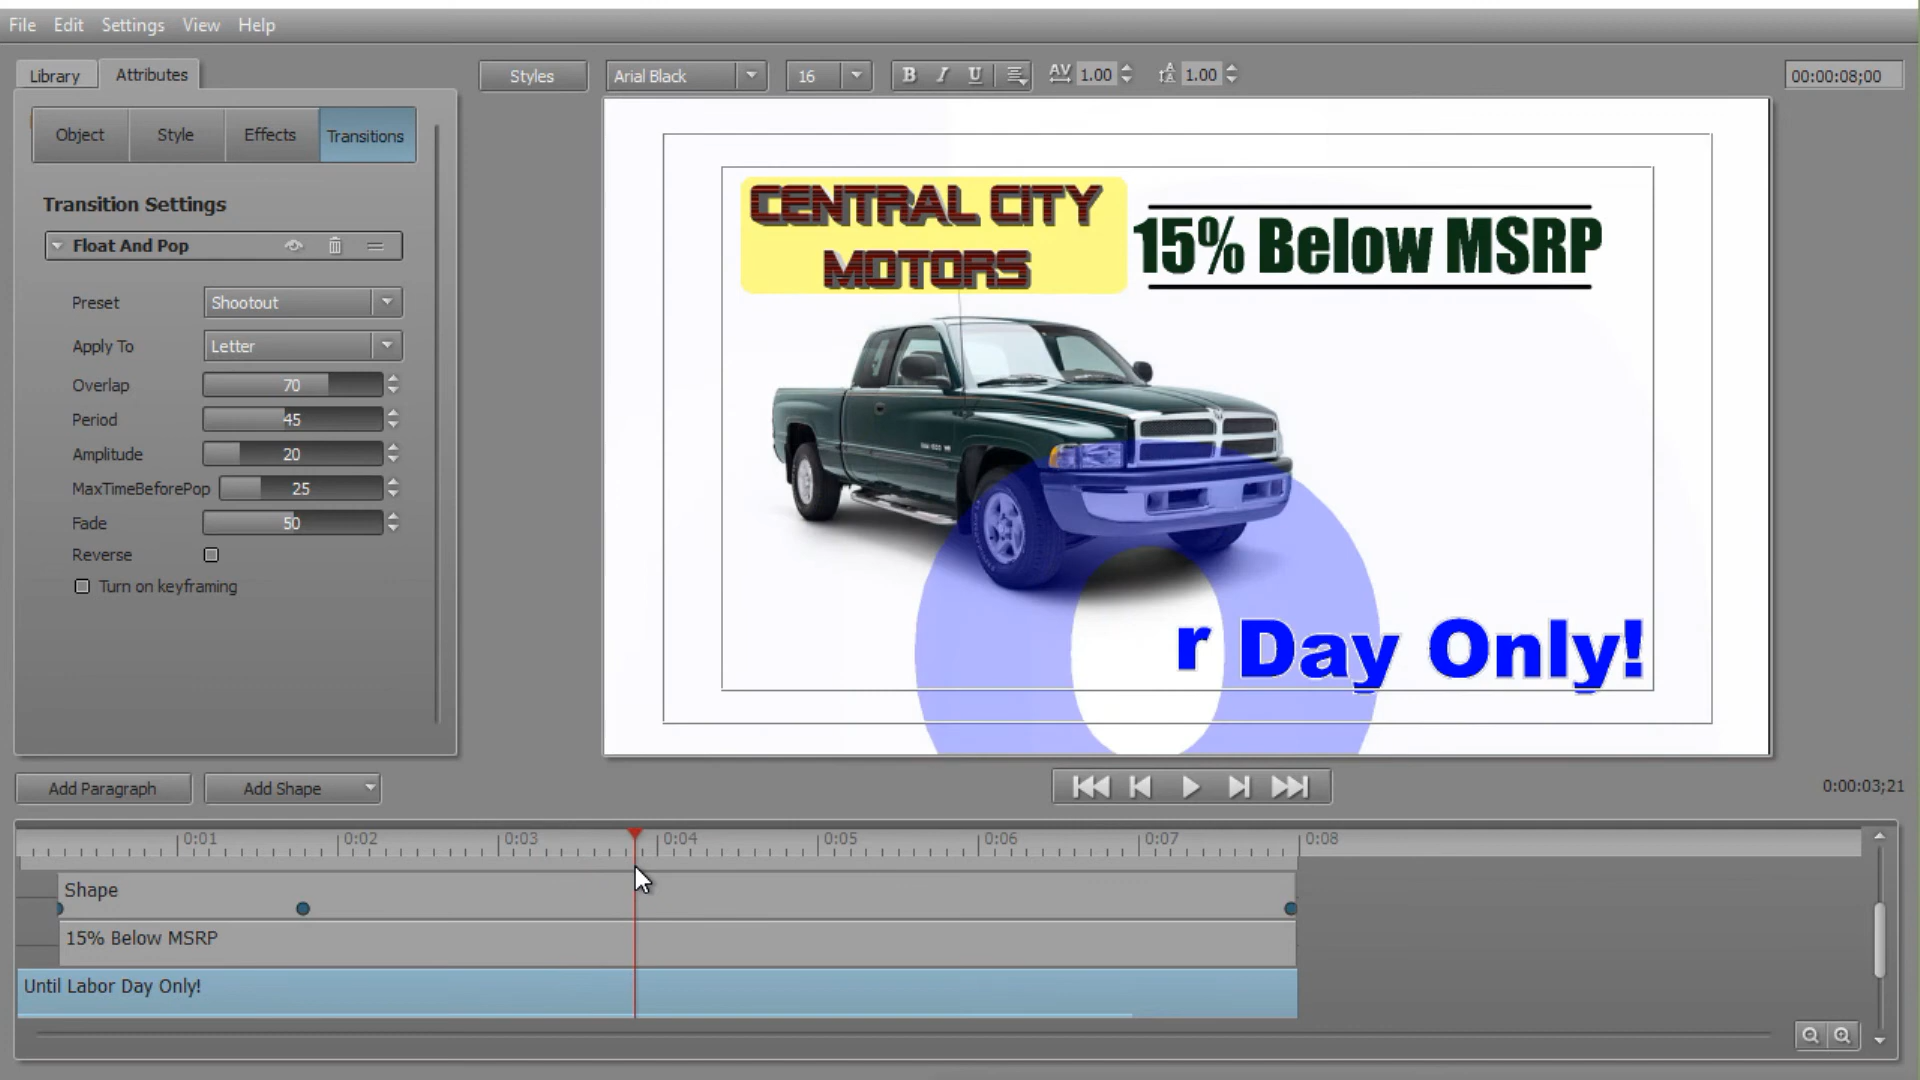 File Edit Settings View Help
Library Attributes
Styles Arial Black 16 B I U AV 1.00 A 1.00 00:00:08;00
Object Style Effects Transitions
Transition Settings
Float And Pop
Preset Shootout
Apply To Letter
Overlap 70
Period 45
Amplitude 20
MaxTimeBeforePop 25
Fade 50
Reverse
Turn on keyframing
CENTRAL CITY
MOTORS
15% Below MSRP
o
r Day Only!
Add Paragraph Add Shape
0:00:03;21
0:01 0:02 0:03 0:04 0:05 0:06 0:07 0:08
Shape
15% Below MSRP
Until Labor Day Only!